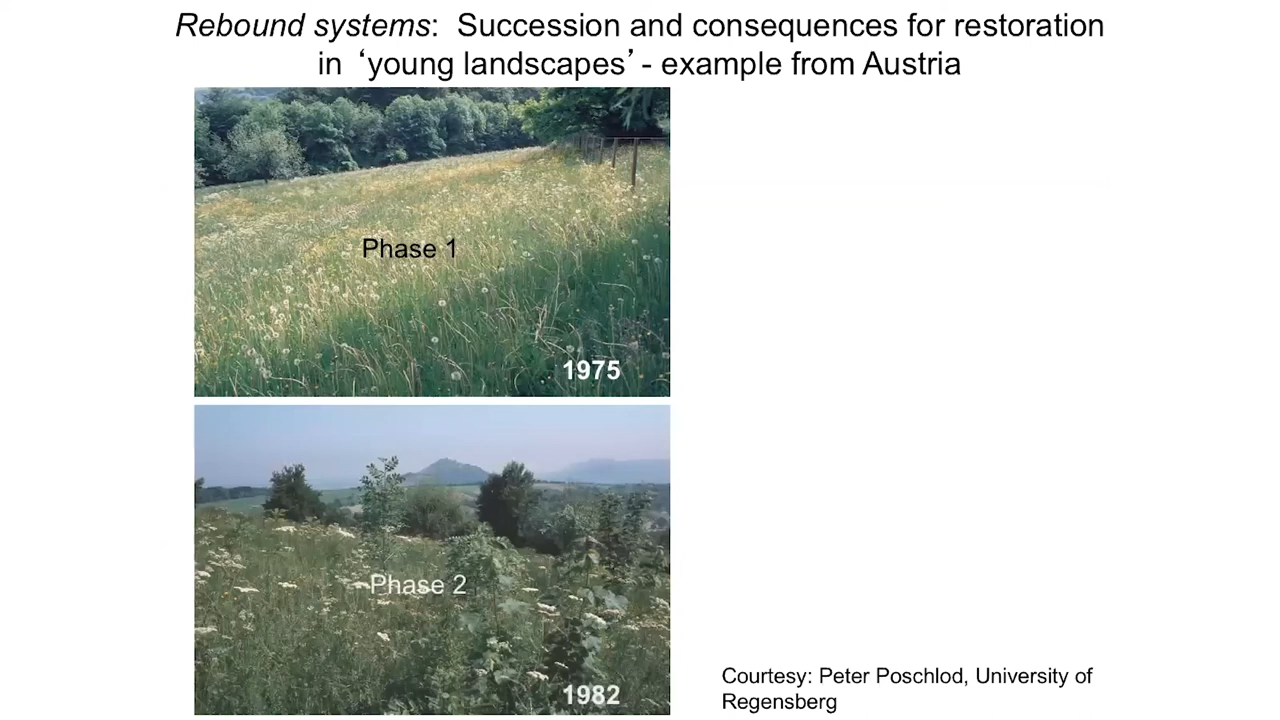 Rebound systems: Succession and consequences for restoration
in ‘young landscapes’ - example from Austria
Phase 1
1975
Phase 2
1982
Courtesy: Peter Poschlod, University of
Regensberg